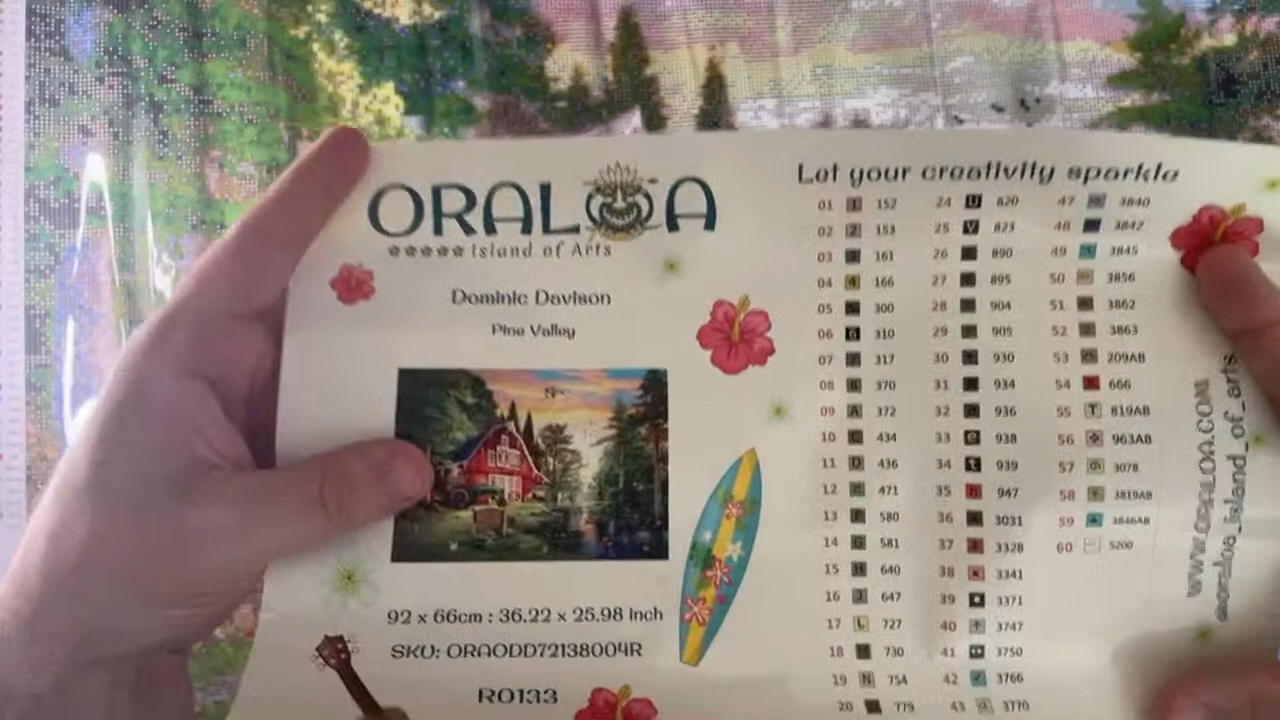 ORALOA
Island of Arts
Dominic Davison
Pine Valley
92 x 66cm : 36.22 x 25.98 Inch
SKU: ORAODD72138004R
R0133
Let your creativity sparkle
01 152
02 153
03 161
04 4 166
05 300
06 310
07 317
08 370
09 A 372
10 434
11 D 436
12 471
13 580
14 G 581
15 H 640
16 647
17 L 727
18 730
19 N 754
20 779
24 U 820
25 V 823
26 890
27 895
28 904
29 905
30 930
31 934
32 936
33 938
34 t 939
35 h 947
36 3031
37 3328
38 3341
39 3371
40 3747
41 3750
42 3766
43 3770
47 3840
48 3842
49 3845
50 3856
51 3862
52 3863
53 209AB
54 666
55 T 819AB
56 963AB
57 3078
58 3819AB
59 3846AB
60 5200
WWW.ORALOA.COM
@oraloa_island_of_arts